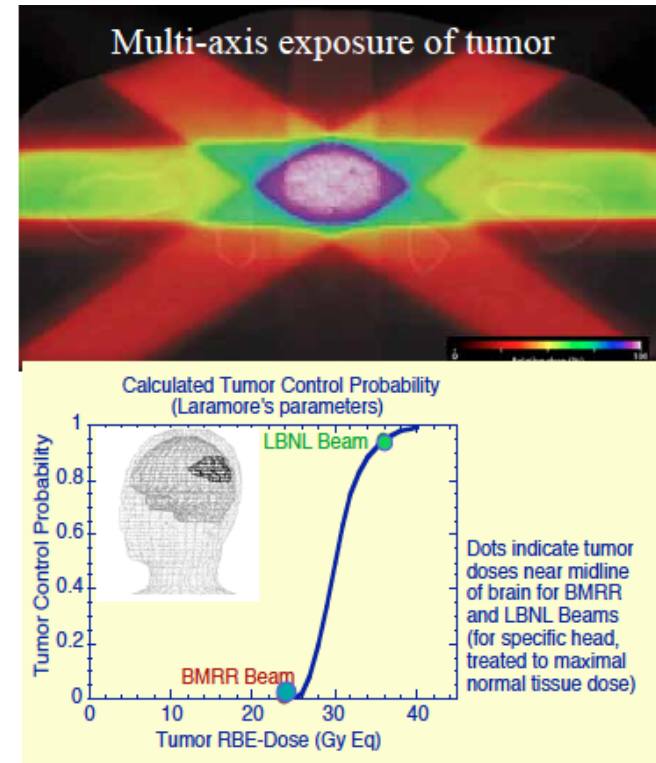 Multi-axis exposure of tumor
0
100
Calculated Tumor Control Probability
(Laramore's parameters)
Tumor Control Probability
1
0.8
0.6
0.4
0.2
0
LBNL Beam
BMRR Beam
0
10
20
30
40
Tumor RBE-Dose (Gy Eq)
Dots indicate tumor
doses near midline
of brain for BMRR
and LBNL Beams
(for specific head,
treated to maximal
normal tissue dose)